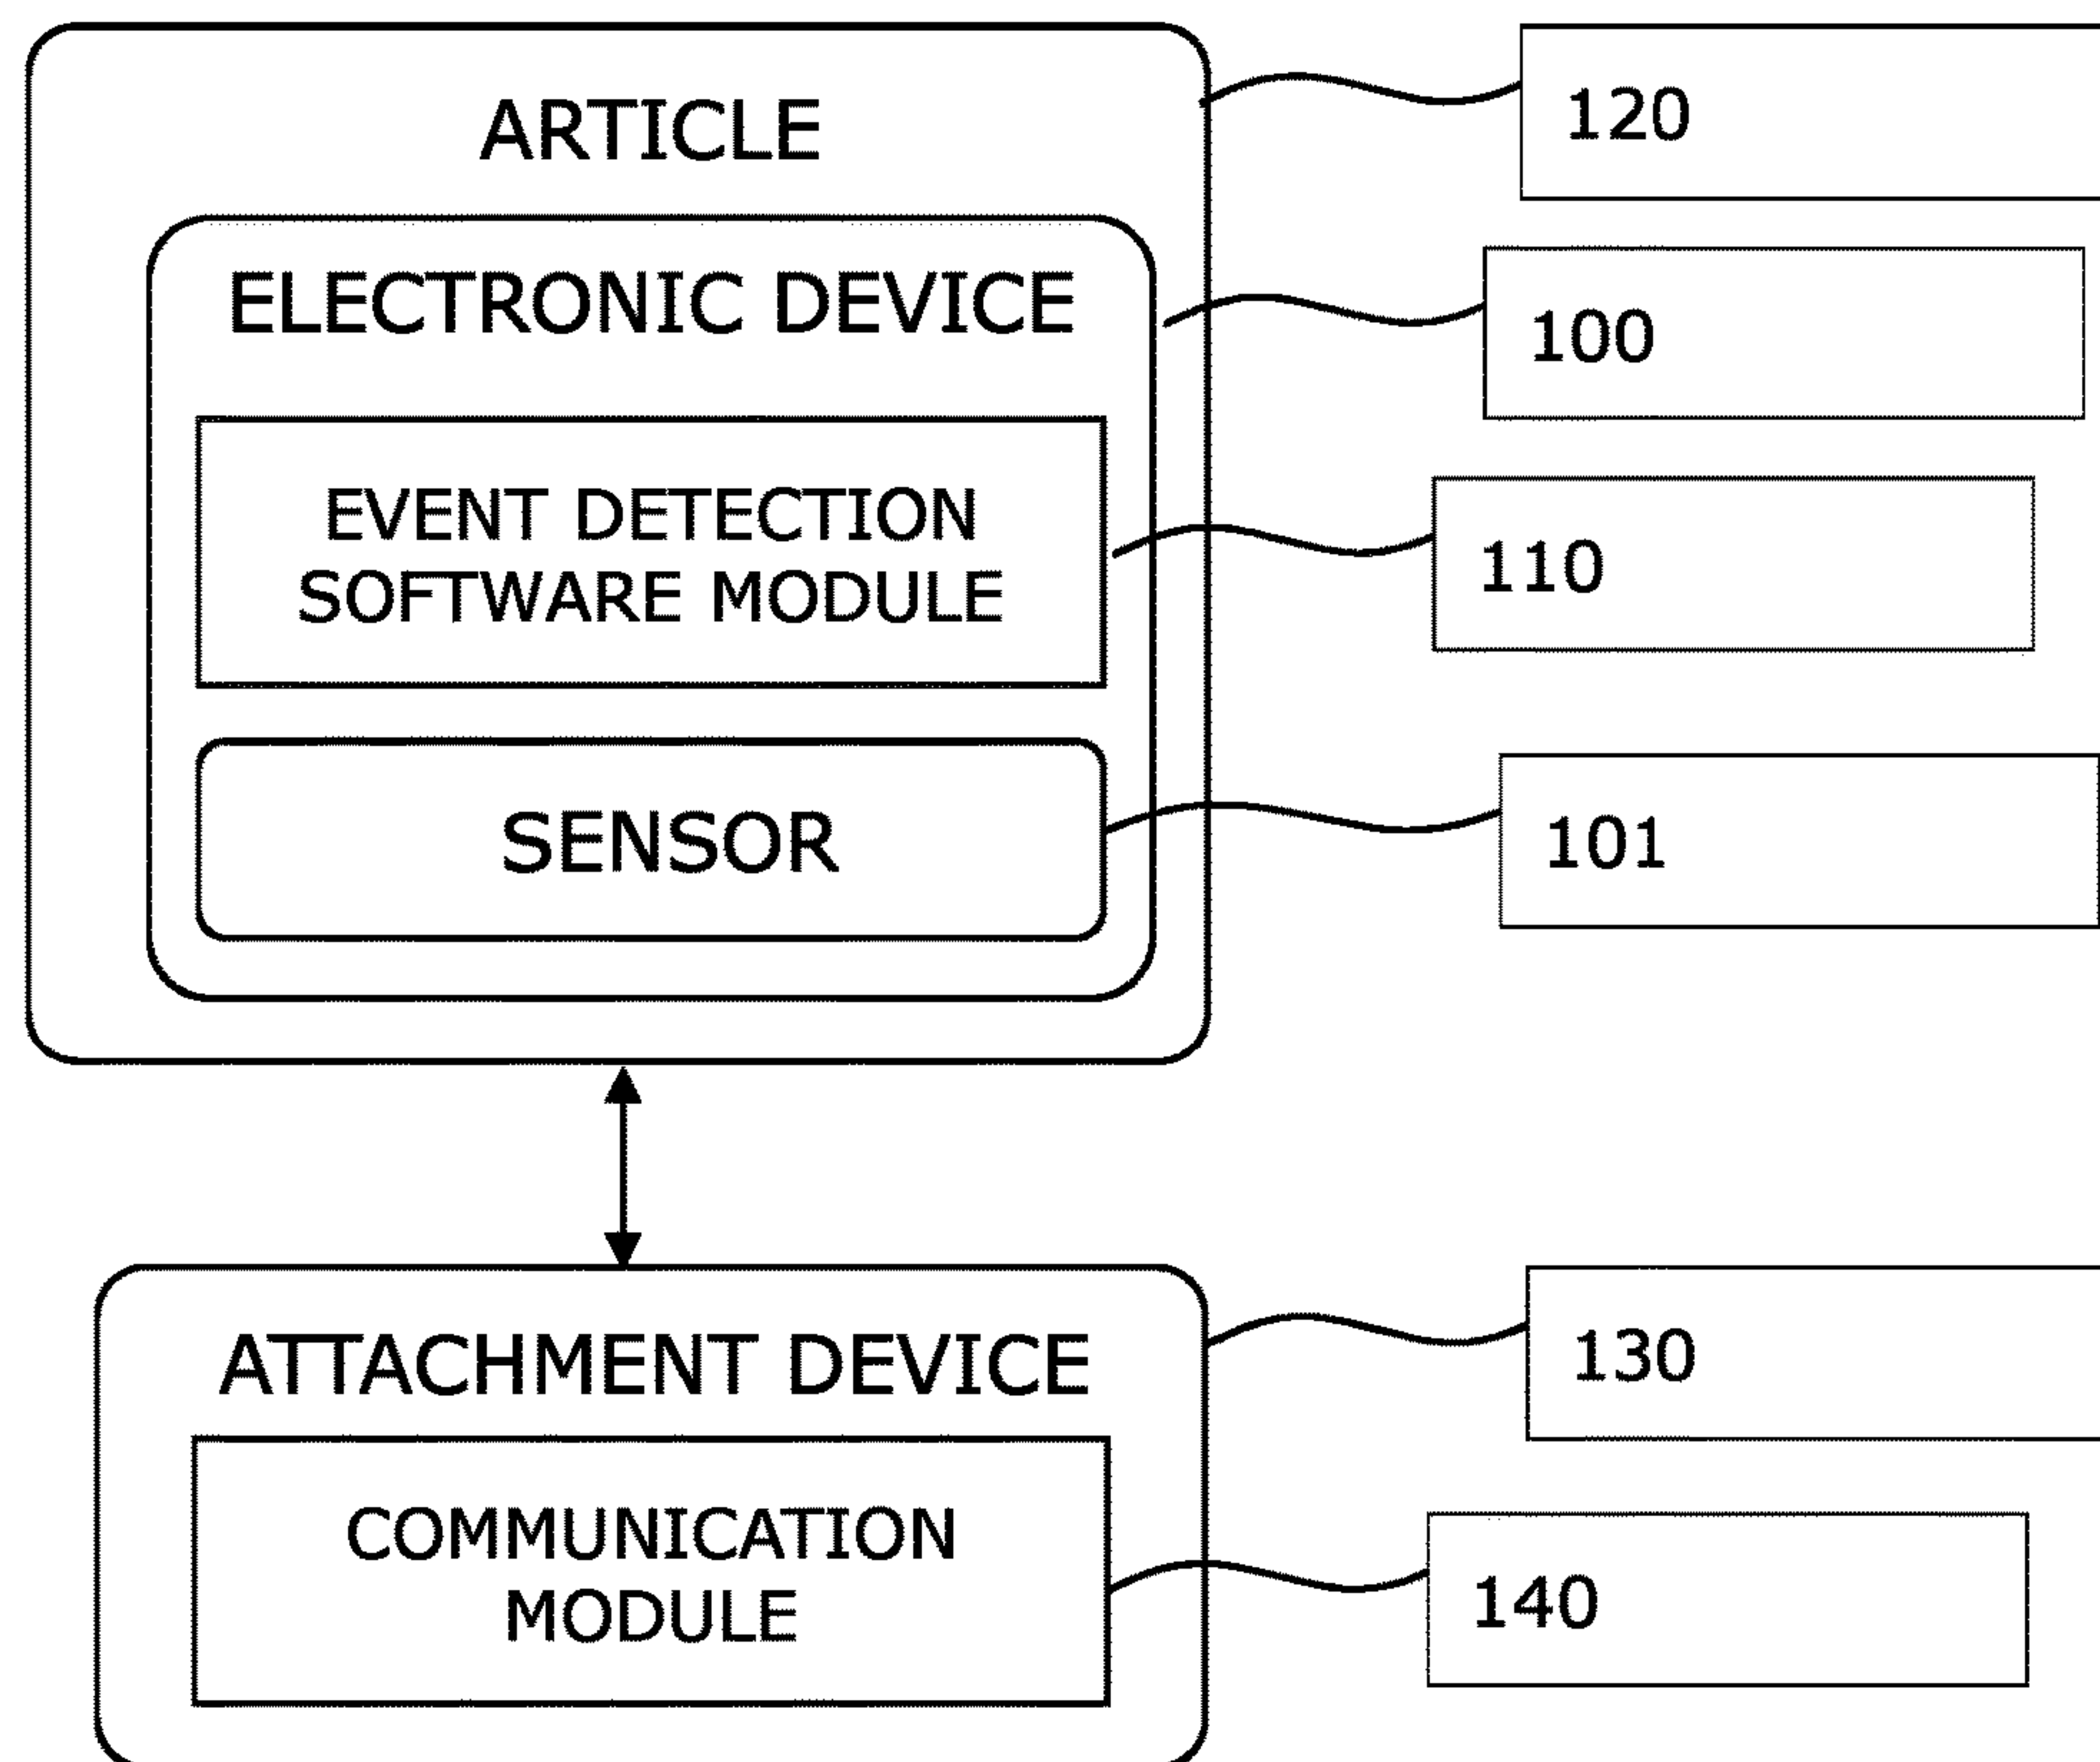 ARTICLE
120
ELECTRONIC DEVICE
100
EVENT DETECTION
SOFTWARE MODULE
110
SENSOR
101
ATTACHMENT DEVICE
130
COMMUNICATION
MODULE
140